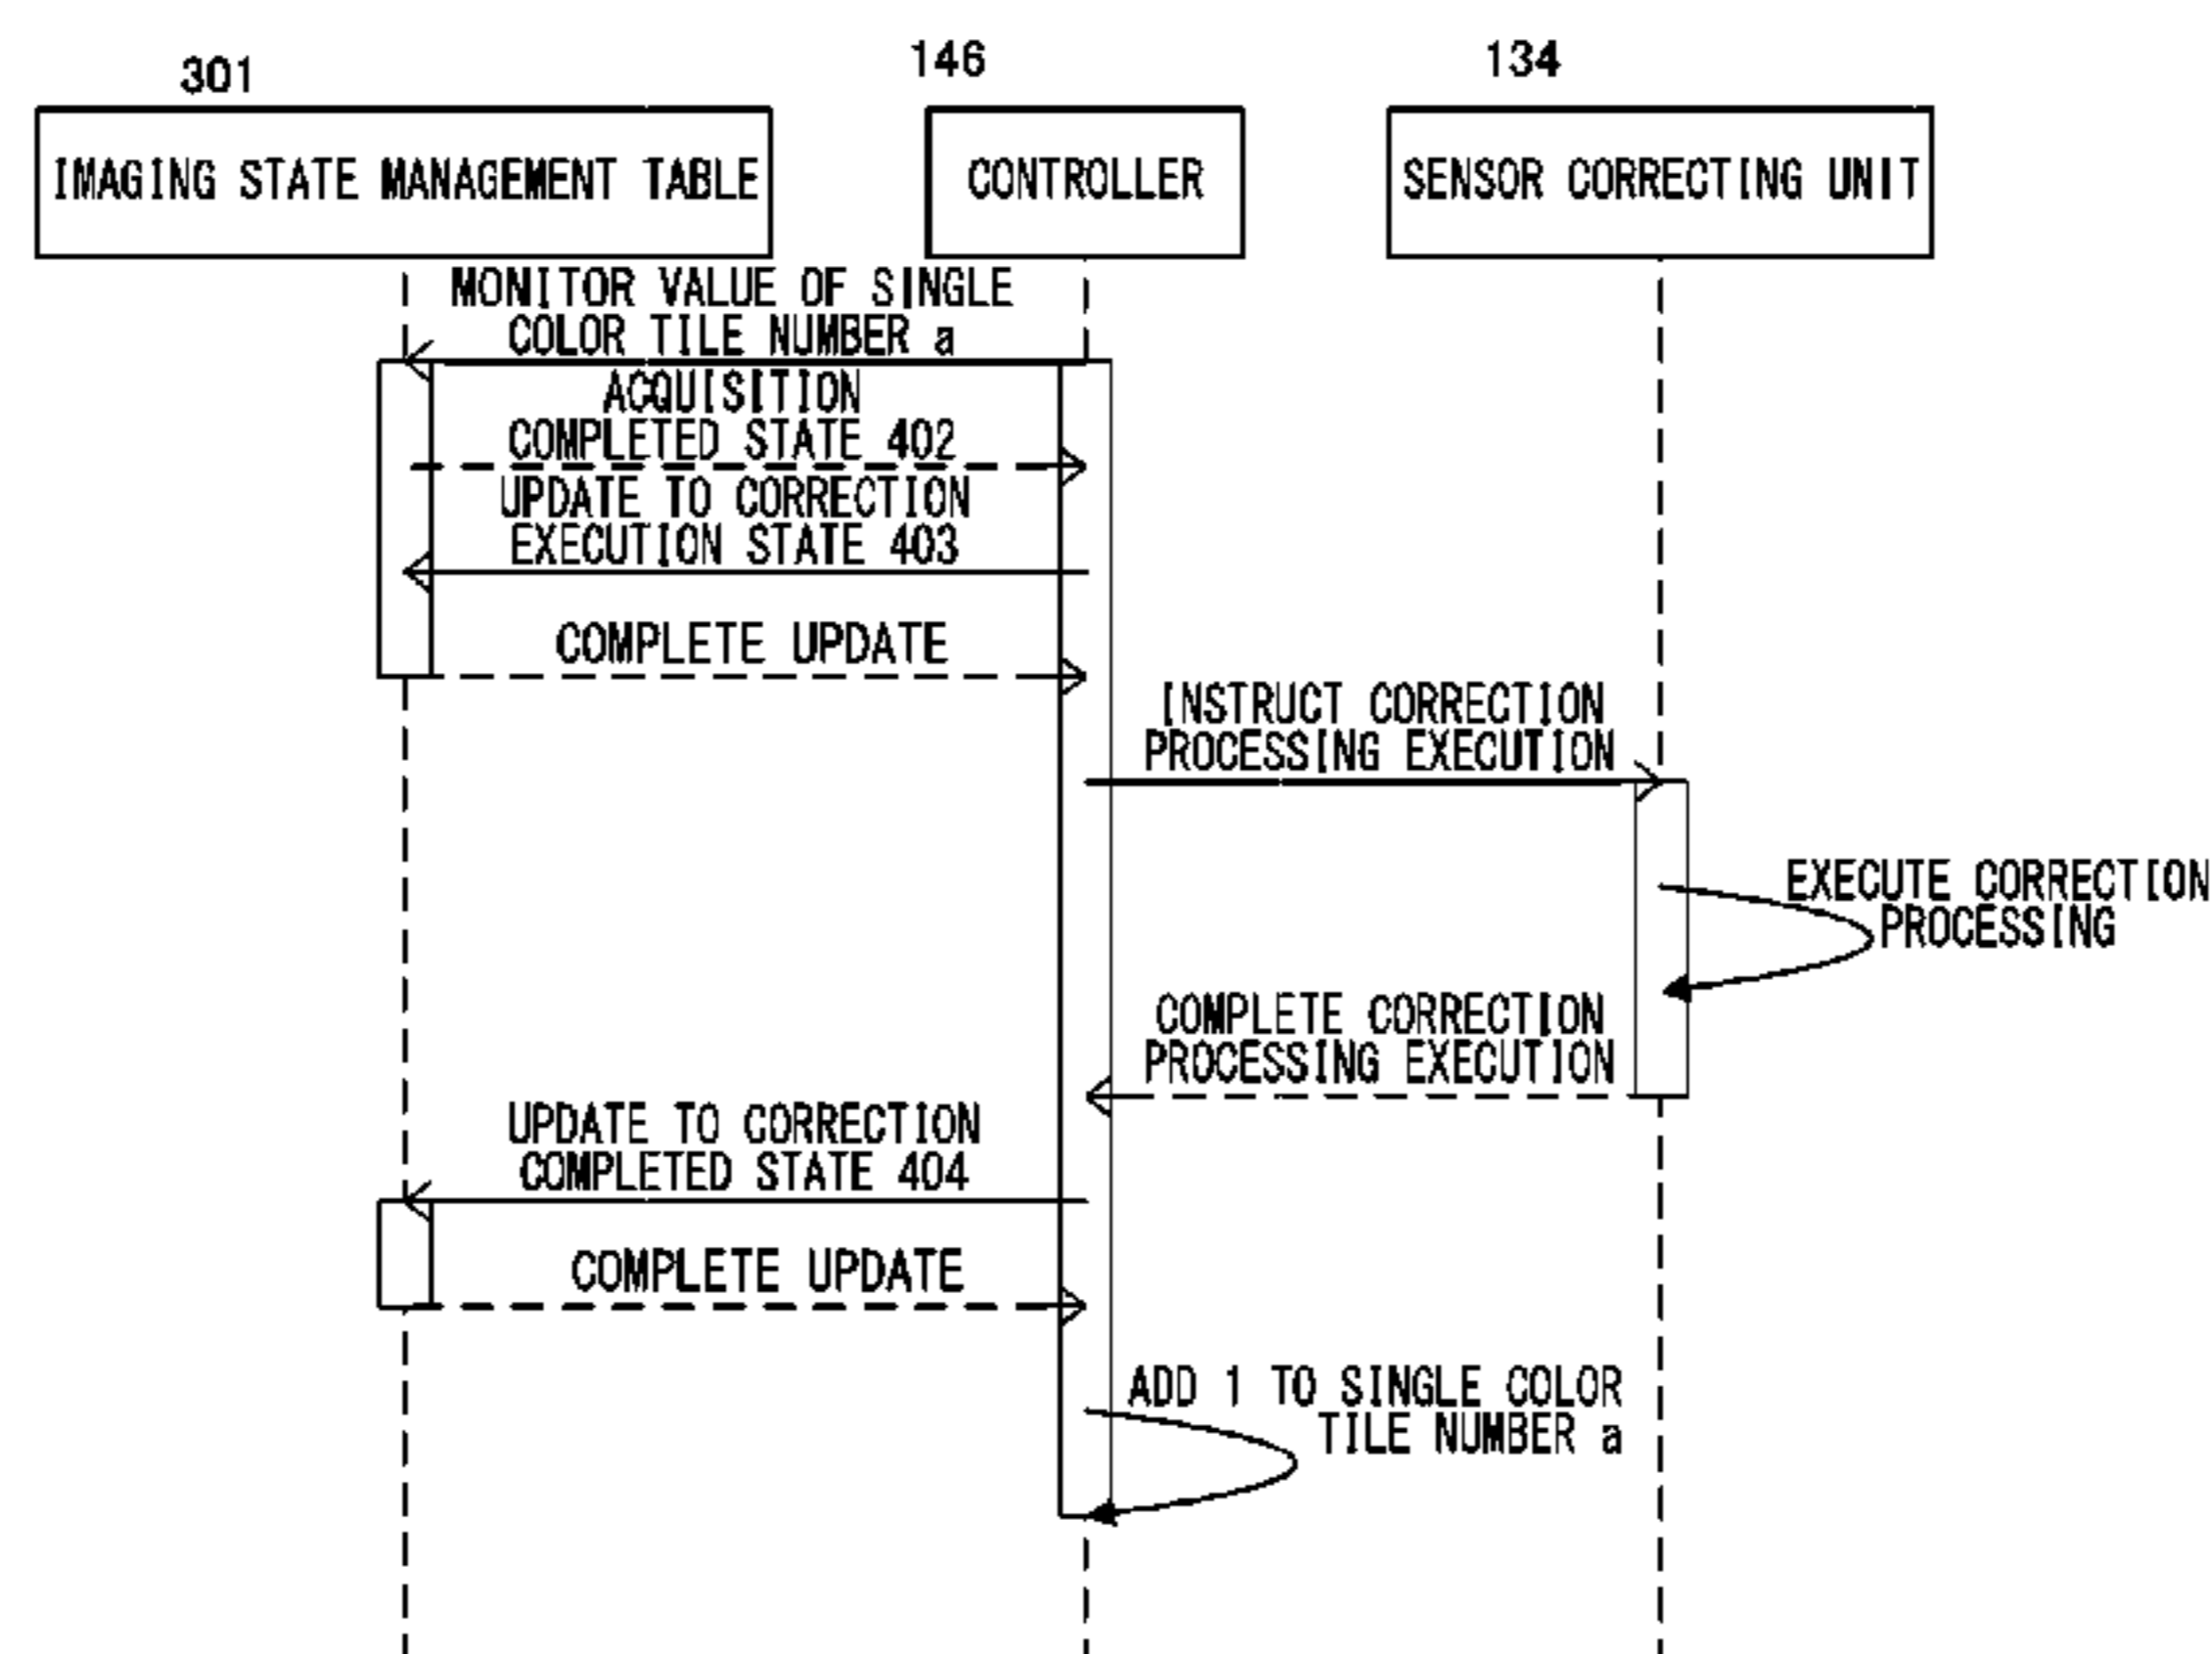 301
146
134
IMAGING STATE MANAGEMENT TABLE
CONTROLLER
SENSOR CORRECTING UNIT
MONITOR VALUE OF SINGLE
COLOR TILE NUMBER a
ACQUISITION
COMPLETED STATE 402
UPDATE TO CORRECTION
EXECUTION STATE 403
COMPLETE UPDATE
INSTRUCT CORRECTION
PROCESSING EXECUTION
EXECUTE CORRECTION
PROCESSING
COMPLETE CORRECTION
PROCESSING EXECUTION
UPDATE TO CORRECTION
COMPLETED STATE 404
COMPLETE UPDATE
ADD 1 TO SINGLE COLOR
TILE NUMBER a